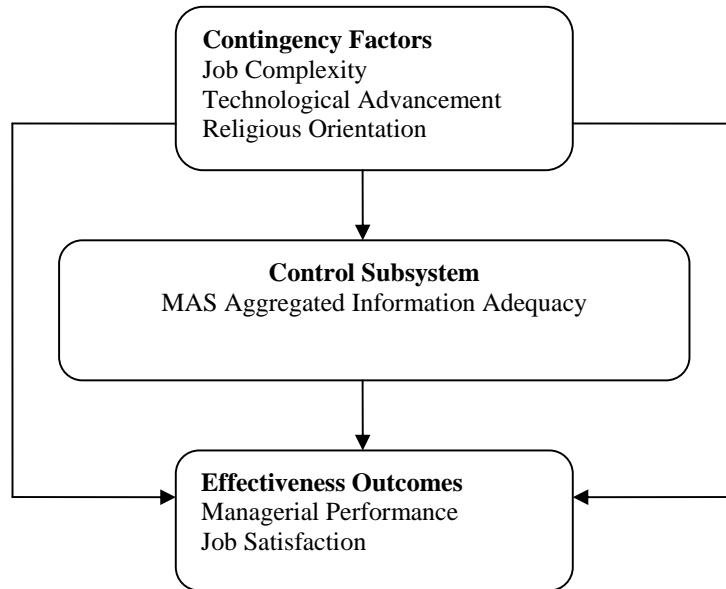 Contingency Factors
Job Complexity
Technological Advancement
Religious Orientation
Control Subsystem
MAS Aggregated Information Adequacy
Effectiveness Outcomes
Managerial Performance
Job Satisfaction